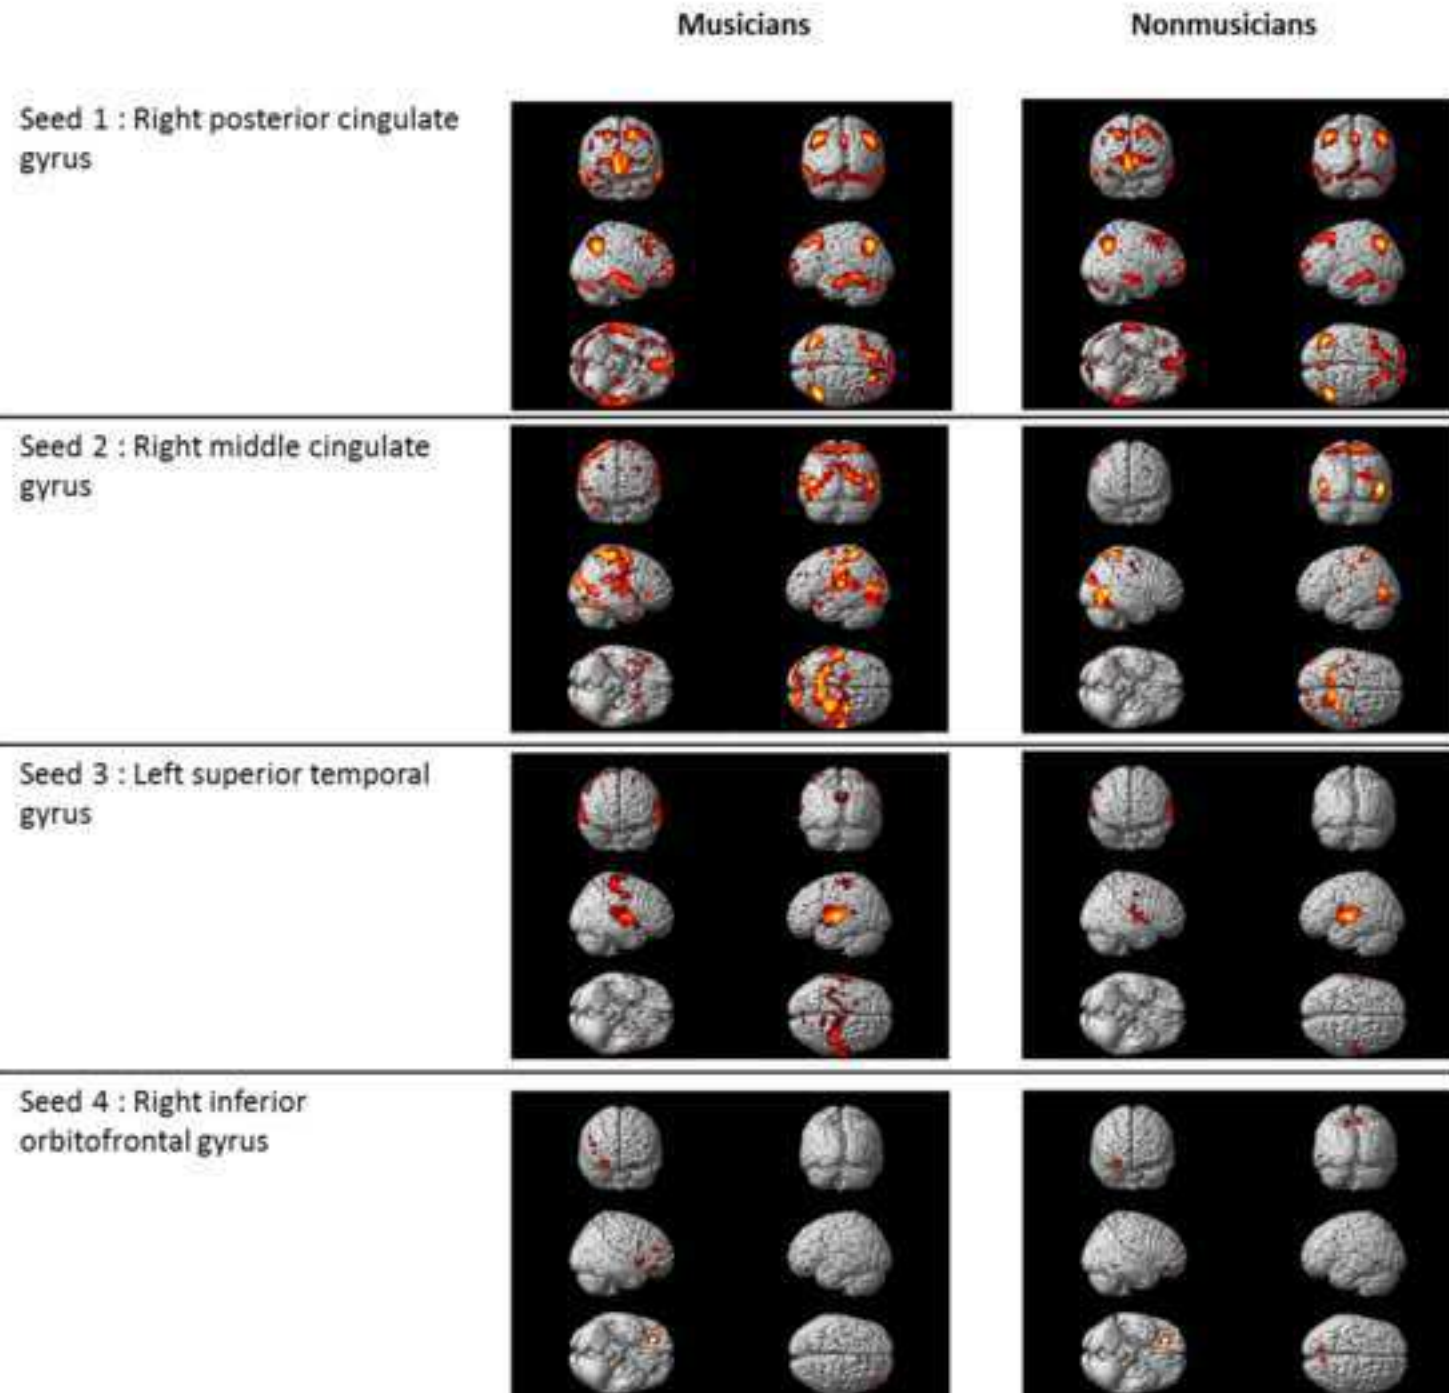 Musicians Nonmusicians
Seed 1 : Right posterior cingulate
gyrus
Seed 2 : Right middle cingulate
gyrus
Seed 3 : Left superior temporal
gyrus
Seed 4 : Right inferior
orbitofrontal gyrus